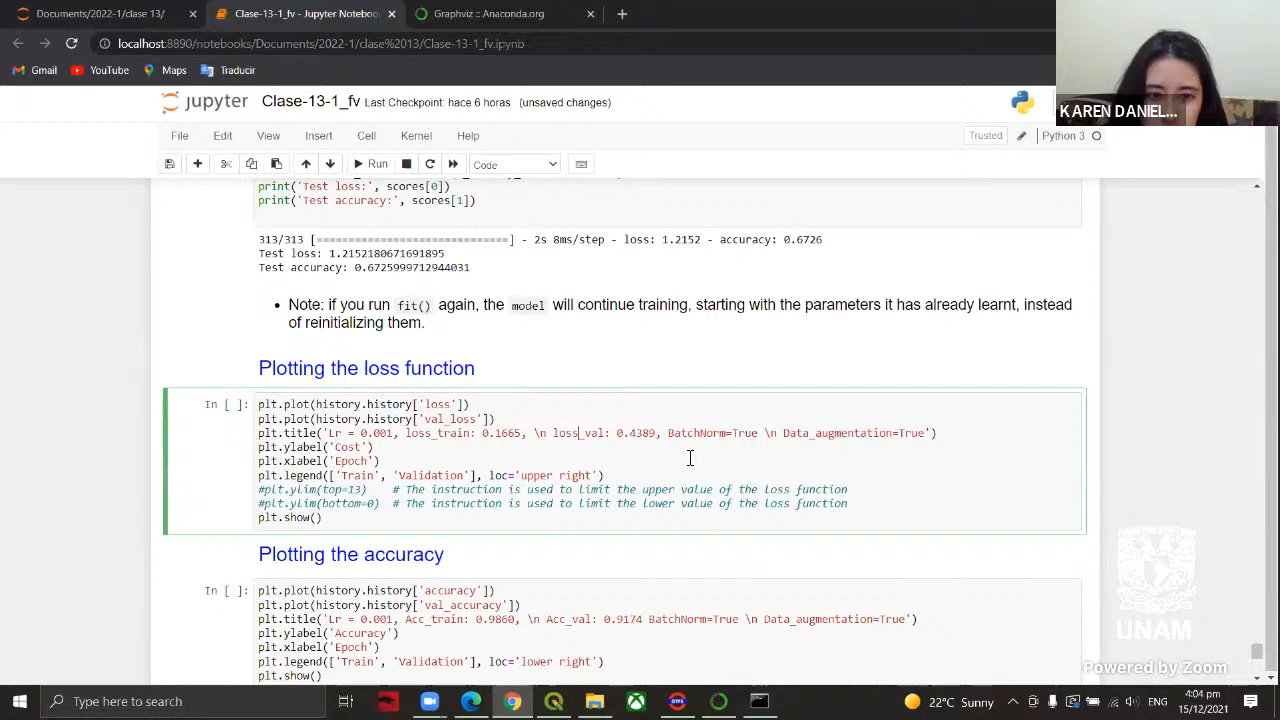 Documents/2022-1/clase 13/
Clase-13-1_fv - Jupyter Noteboo
Graphviz :: Anaconda.org
localhost:8890/notebooks/Documents/2022-1/clase%2013/Clase-13-1_fv.ipynb
Gmail YouTube Maps Traducir
jupyter Clase-13-1_fv Last Checkpoint: hace 6 horas (unsaved changes)
KAREN DANIEL...
File Edit View Insert Cell Kernel Help
Trusted Python 3
Run Code
print('Test loss:', scores[0])
print('Test accuracy:', scores[1])
313/313 [==============================] - 2s 8ms/step - loss: 1.2152 - accuracy: 0.6726
Test loss: 1.2152180671691895
Test accuracy: 0.6725999712944031
• Note: if you run fit() again, the model will continue training, starting with the parameters it has already learnt, instead
of reinitializing them.
Plotting the loss function
In [ ]: plt.plot(history.history['loss'])
plt.plot(history.history['val_loss'])
plt.title('Lr = 0.001, loss_train: 0.1665, \n loss_val: 0.4389, BatchNorm=True \n Data_augmentation=True')
plt.ylabel('Cost')
plt.xlabel('Epoch')
plt.legend(['Train', 'Validation'], loc='upper right')
#plt.ylim(top=13)   # The instruction is used to limit the upper value of the loss function
#plt.ylim(bottom=0)  # The instruction is used to limit the lower value of the loss function
plt.show()
Plotting the accuracy
In [ ]: plt.plot(history.history['accuracy'])
plt.plot(history.history['val_accuracy'])
plt.title('Lr = 0.001, Acc_train: 0.9860, \n Acc_val: 0.9174 BatchNorm=True \n Data_augmentation=True')
plt.ylabel('Accuracy')
plt.xlabel('Epoch')
plt.legend(['Train', 'Validation'], loc='lower right')
plt.show()
UNAM
Powered by Zoom
Type here to search
22°C Sunny
ENG
4:04 pm
15/12/2021